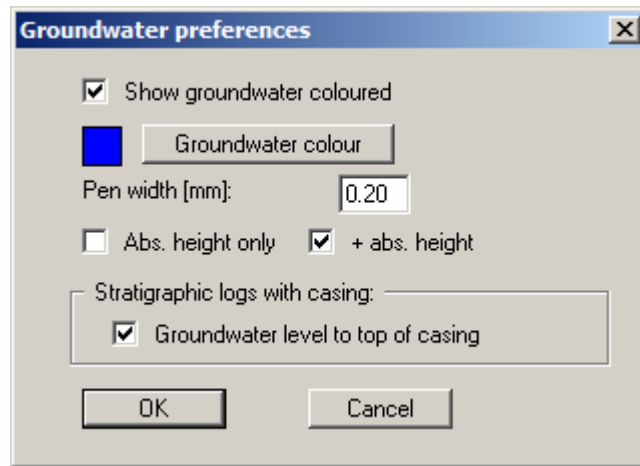 Groundwater preferences
Show groundwater coloured
Groundwater colour
Pen width [mm]: 0.20
Abs. height only + abs. height
Stratigraphic logs with casing:
Groundwater level to top of casing
OK Cancel